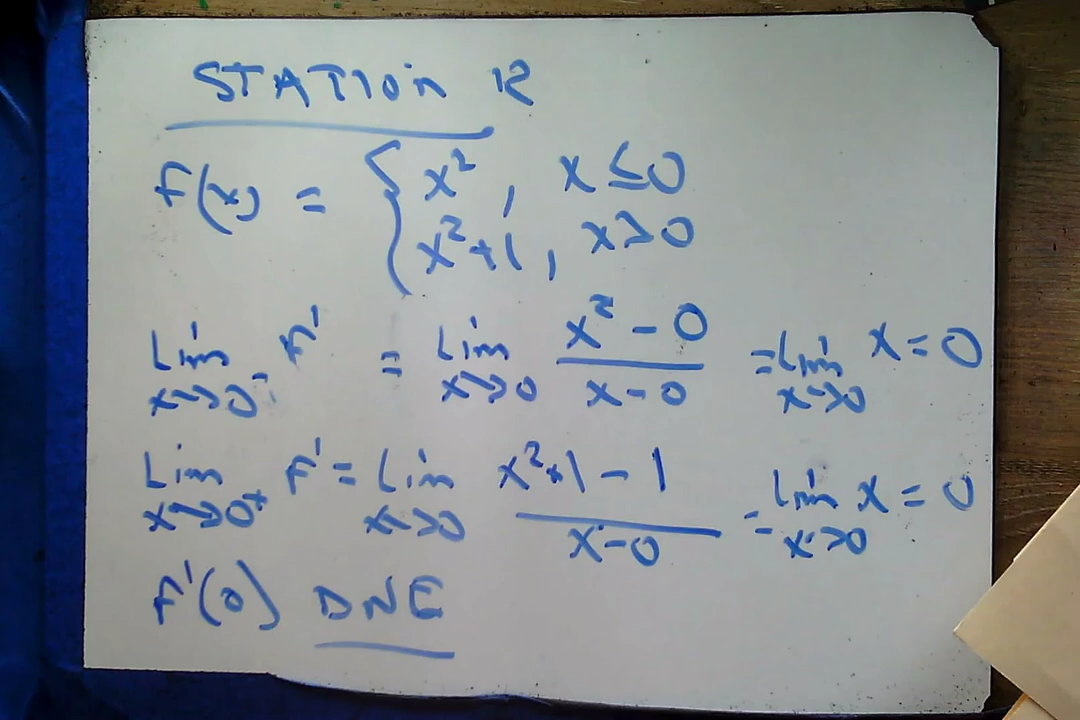 STATION R
F(x) = { x², x ≤ 0
x²+1, x > 0
lim x→0- F' = lim x→0 (x² - 0)/(x - 0) = lim x→0 x = 0
lim x→0+ F' = lim x→0 (x²+1 - 1)/(x - 0) = lim x→0 x = 0
F'(0) DNE